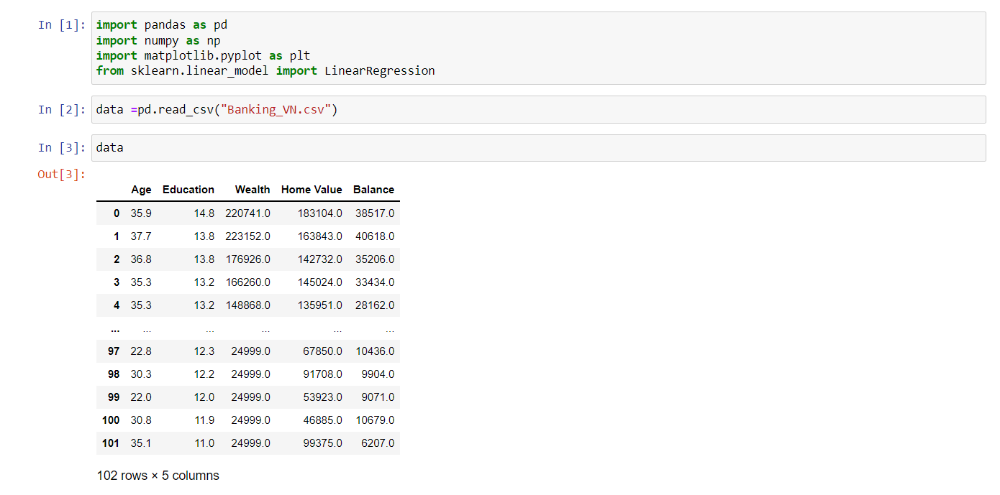 In [1]: import pandas as pd
import numpy as np
import matplotlib.pyplot as plt
from sklearn.linear_model import LinearRegression
In [2]: data =pd.read_csv("Banking_VN.csv")
In [3]: data
Out[3]:
Age Education Wealth Home Value Balance
0 35.9 14.8 220741.0 183104.0 38517.0
1 37.7 13.8 223152.0 163843.0 40618.0
2 36.8 13.8 176926.0 142732.0 35206.0
3 35.3 13.2 166260.0 145024.0 33434.0
4 35.3 13.2 148868.0 135951.0 28162.0
... ... ... ... ... ...
97 22.8 12.3 24999.0 67850.0 10436.0
98 30.3 12.2 24999.0 91708.0 9904.0
99 22.0 12.0 24999.0 53923.0 9071.0
100 30.8 11.9 24999.0 46885.0 10679.0
101 35.1 11.0 24999.0 99375.0 6207.0
102 rows × 5 columns